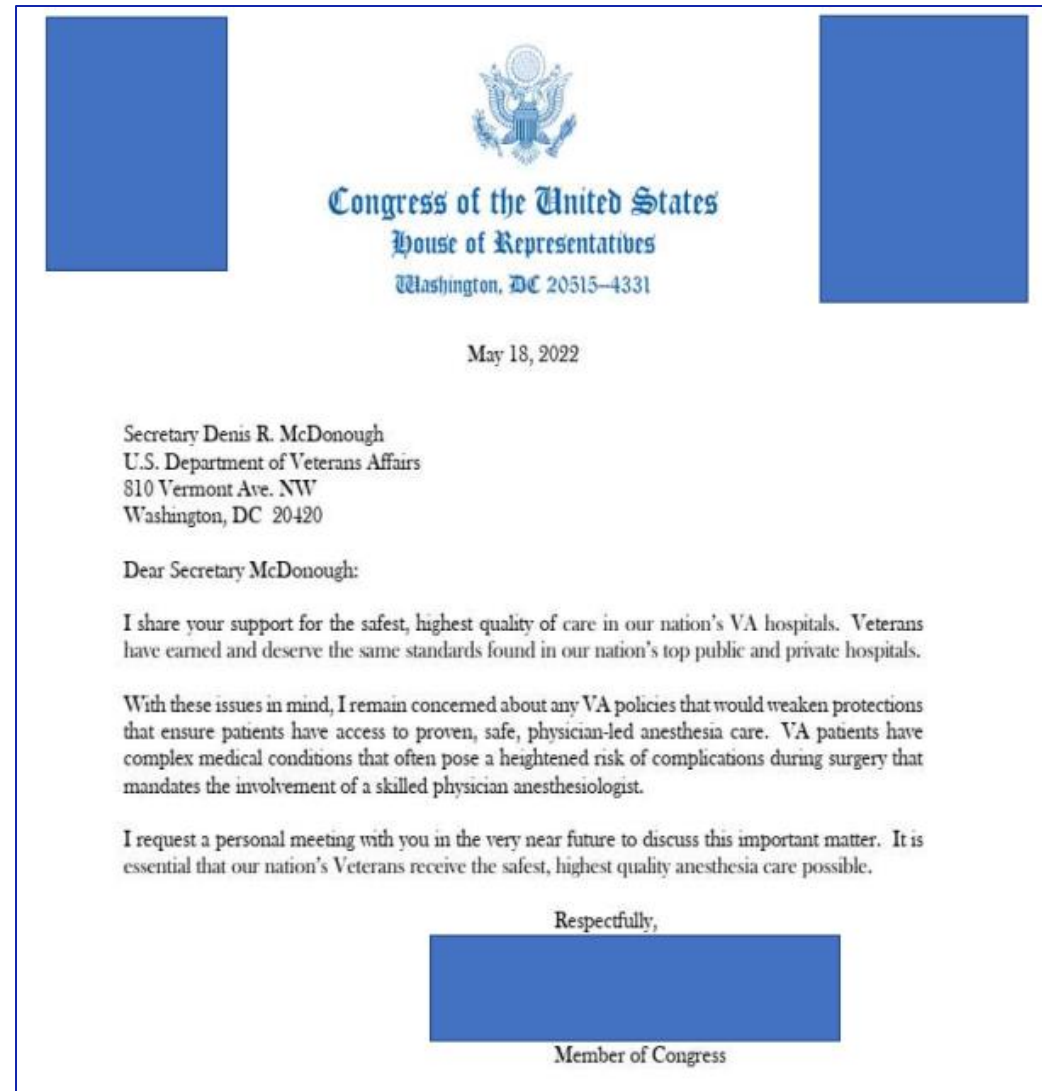 Congress of the United States
House of Representatives
Washington, DC 20515–4331
May 18, 2022
Secretary Denis R. McDonough
U.S. Department of Veterans Affairs
810 Vermont Ave. NW
Washington, DC  20420
Dear Secretary McDonough:
I share your support for the safest, highest quality of care in our nation’s VA hospitals.  Veterans
have earned and deserve the same standards found in our nation’s top public and private hospitals.
With these issues in mind, I remain concerned about any VA policies that would weaken protections
that ensure patients have access to proven, safe, physician-led anesthesia care.  VA patients have
complex medical conditions that often pose a heightened risk of complications during surgery that
mandates the involvement of a skilled physician anesthesiologist.
I request a personal meeting with you in the very near future to discuss this important matter.  It is
essential that our nation’s Veterans receive the safest, highest quality anesthesia care possible.
Respectfully,
Member of Congress